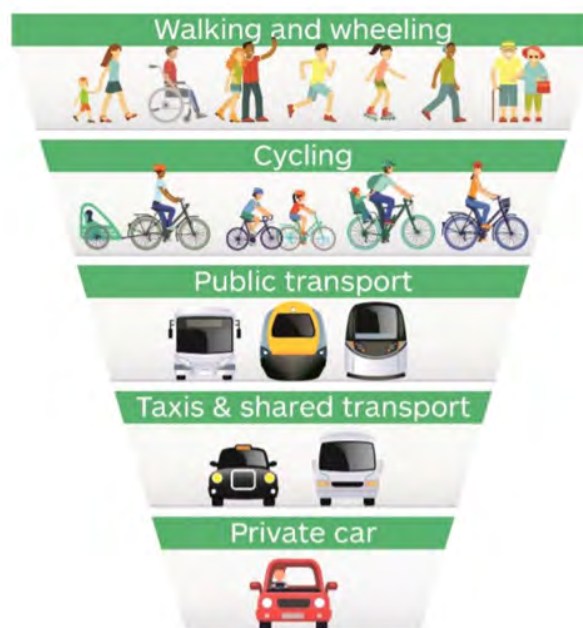 Walking and wheeling
Cycling
Public transport
Taxis & shared transport
Private car